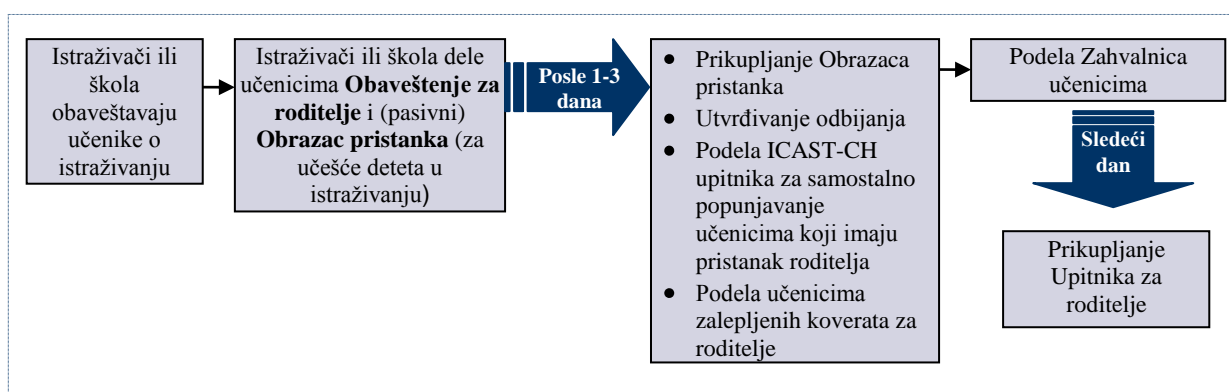 Istraživači ili
škola
obaveštavaju
učenike o
istraživanju
Istraživači ili škola dele
učenicima Obaveštenje za
roditelje i (pasivni)
Obrazac pristanka (za
učešće deteta u
istraživanju)
Posle 1-3
dana
• Prikupljanje Obrazaca
pristanka
• Utvrđivanje odbijanja
• Podela ICAST-CH
upitnika za samostalno
popunjavanje
učenicima koji imaju
pristanak roditelja
• Podela učenicima
zalepljenih koverata za
roditelje
Podela Zahvalnica
učenicima
Sledeći
dan
Prikupljanje
Upitnika za
roditelje